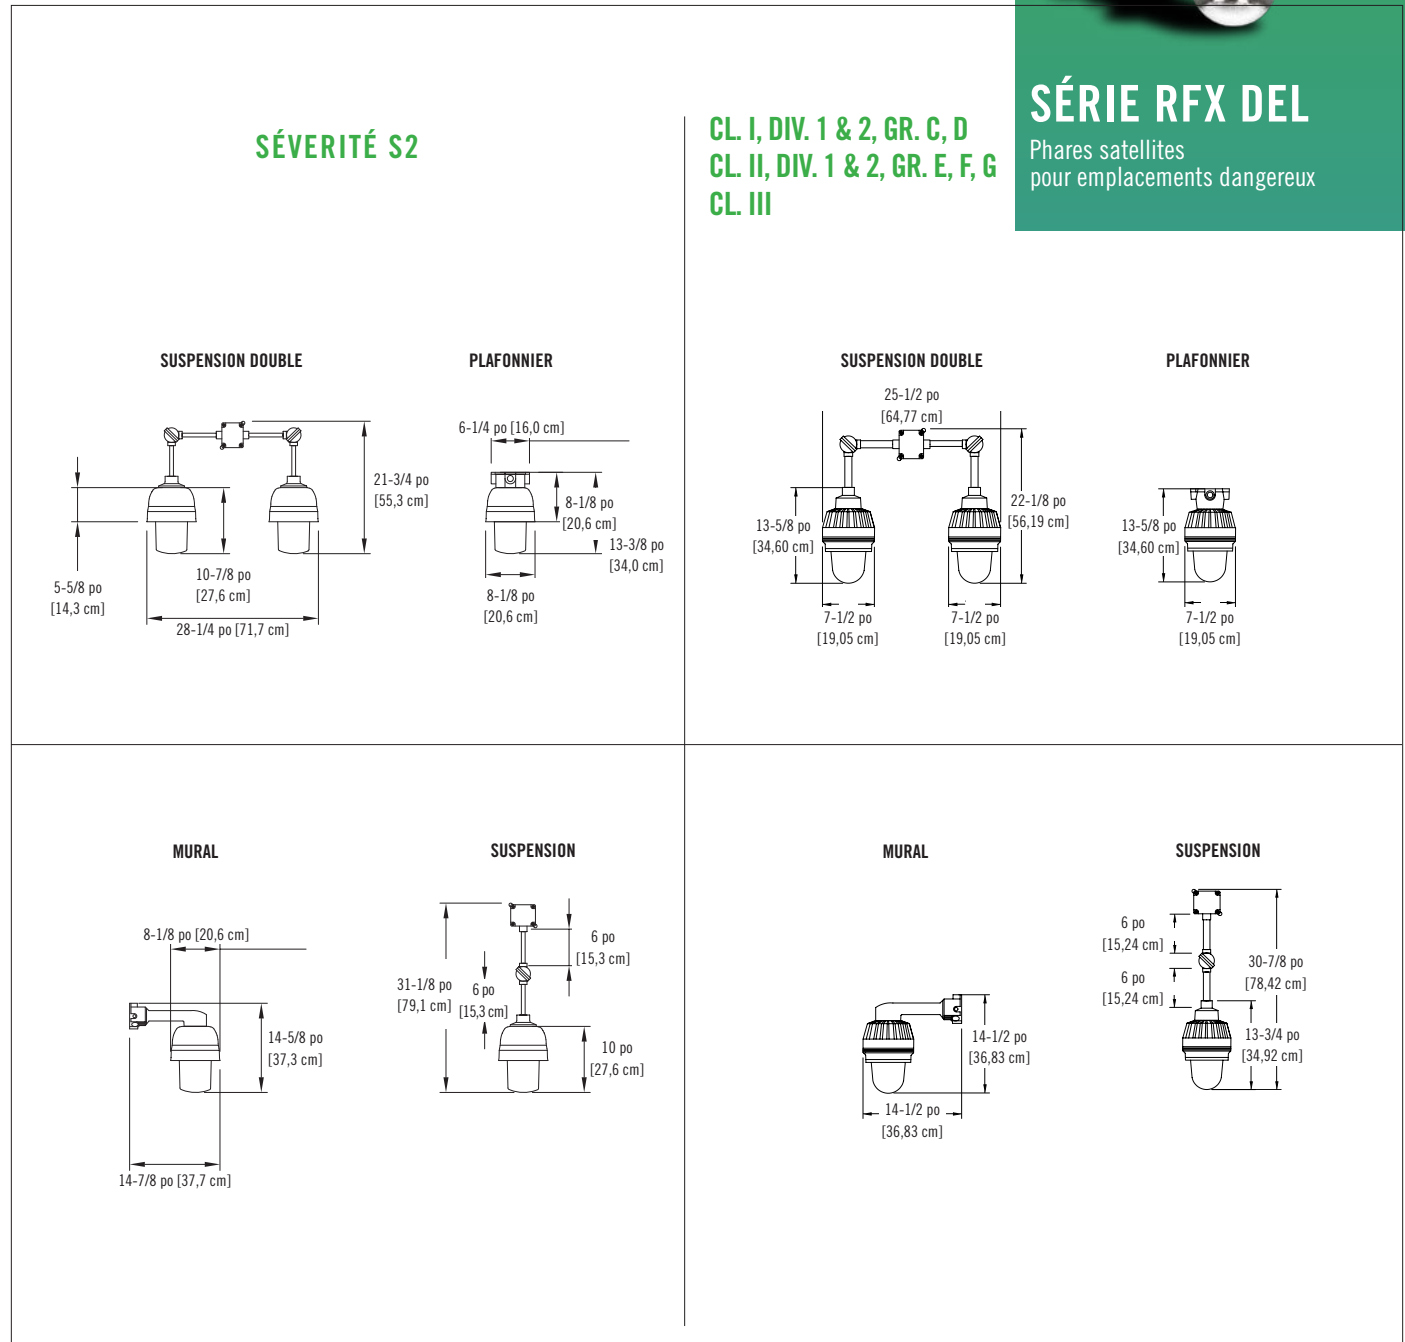 SÉRIE RFX DEL
Phares satellites
pour emplacements dangereux
SÉVERITÉ S2
SUSPENSION DOUBLE
21-3/4 po
[55,3 cm]
5-5/8 po
[14,3 cm]
10-7/8 po
[27,6 cm]
28-1/4 po [71,7 cm]
PLAFONNIER
6-1/4 po [16,0 cm]
8-1/8 po
[20,6 cm]
13-3/8 po
[34,0 cm]
8-1/8 po
[20,6 cm]
MURAL
8-1/8 po [20,6 cm]
14-5/8 po
[37,3 cm]
14-7/8 po [37,7 cm]
SUSPENSION
6 po
[15,3 cm]
31-1/8 po
[79,1 cm]
6 po
[15,3 cm]
10 po
[27,6 cm]
CL. I, DIV. 1 & 2, GR. C, D
CL. II, DIV. 1 & 2, GR. E, F, G
CL. III
SUSPENSION DOUBLE
25-1/2 po
[64,77 cm]
22-1/8 po
[56,19 cm]
13-5/8 po
[34,60 cm]
7-1/2 po
[19,05 cm]
7-1/2 po
[19,05 cm]
PLAFONNIER
13-5/8 po
[34,60 cm]
7-1/2 po
[19,05 cm]
MURAL
14-1/2 po
[36,83 cm]
14-1/2 po
[36,83 cm]
SUSPENSION
6 po
[15,24 cm]
6 po
[15,24 cm]
30-7/8 po
[78,42 cm]
13-3/4 po
[34,92 cm]